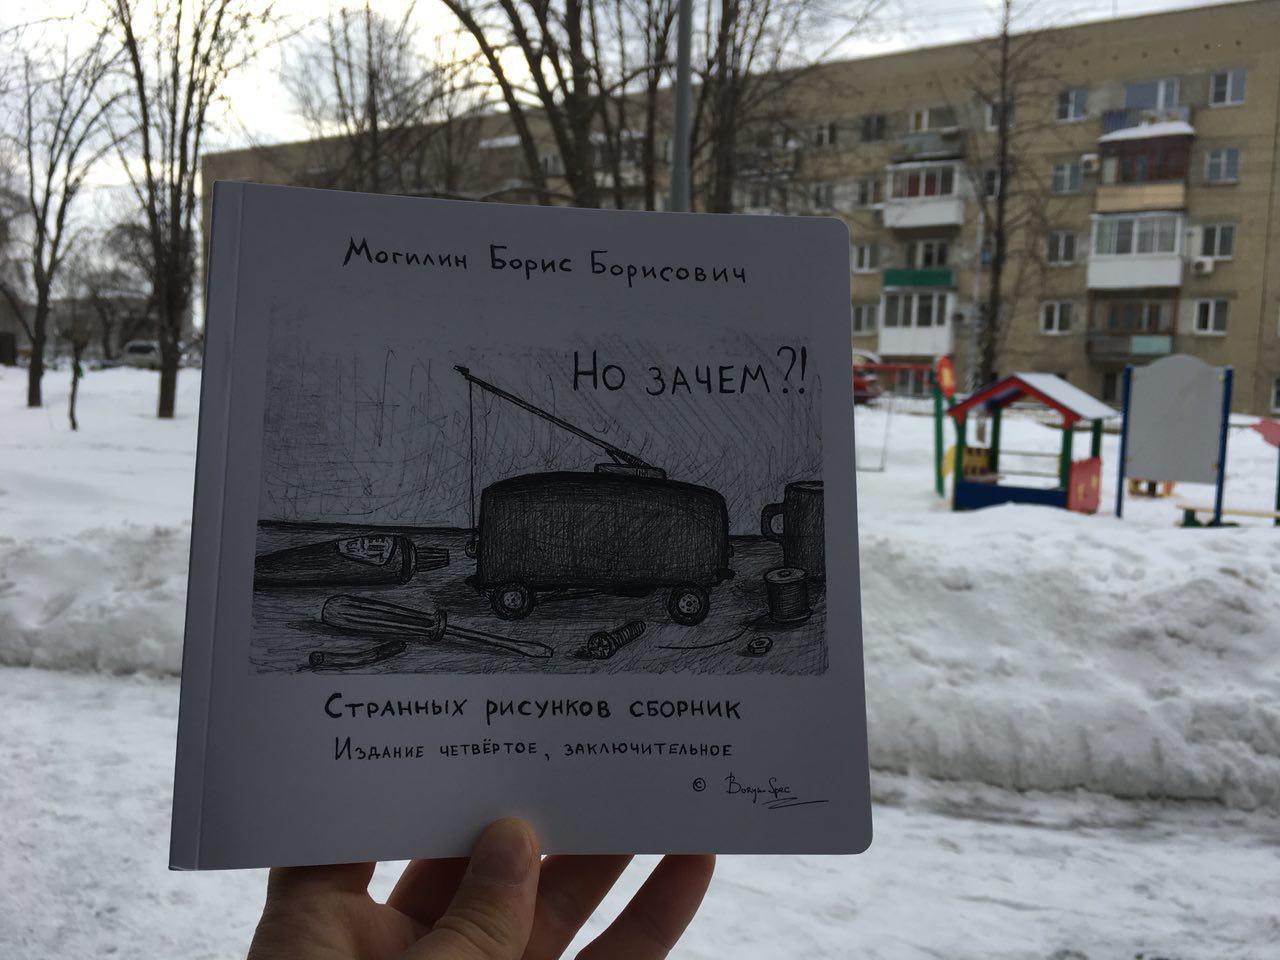 Могилин Борис Борисович
Но зачем?!
Странных рисунков сборник
Издание четвёртое, заключительное
© Borya Spec